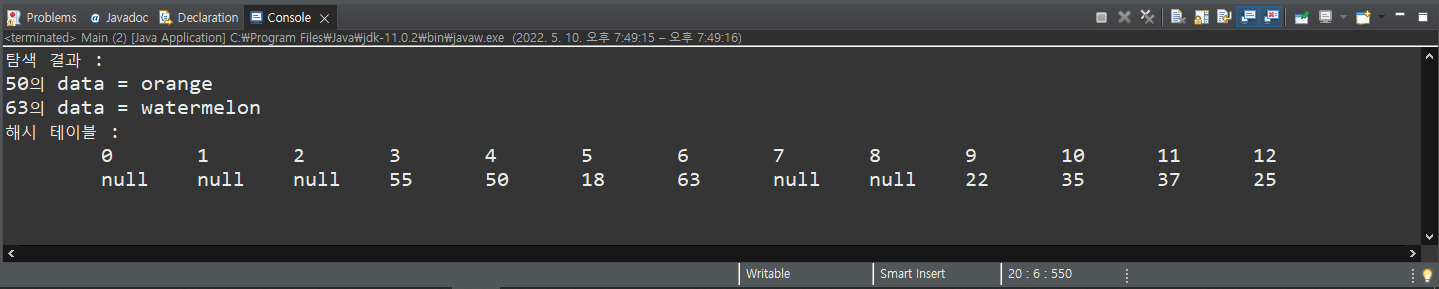 Problems Javadoc Declaration Console
<terminated> Main (2) [Java Application] C:₩Program Files₩Java₩jdk-11.0.2₩bin₩javaw.exe (2022. 5. 10. 오후 7:49:15 – 오후 7:49:16)
탐색 결과 :
50의 data = orange
63의 data = watermelon
해시 테이블 :
0 1 2 3 4 5 6 7 8 9 10 11 12
null null null 55 50 18 63 null null 22 35 37 25
Writable Smart Insert 20 : 6 : 550